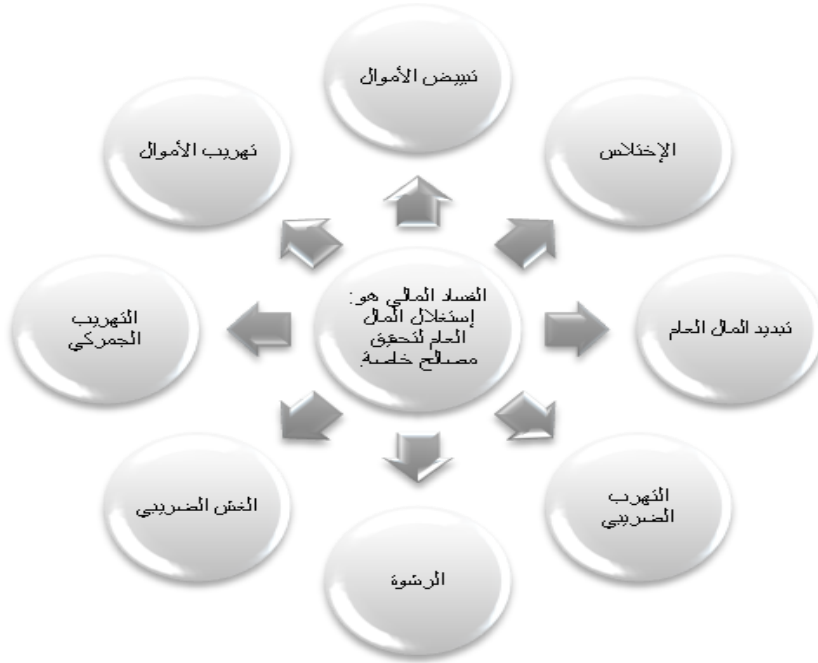 تبييض الأموال
الإختلاس
تبديد المال العام
التهرب
الضريبي
الرشوة
الغش الضريبي
التهريب
الجمركي
تهريب الأموال
الفساد المالي هو:
إستغلال المال
العام لتحقيق
مصالح خاصة.